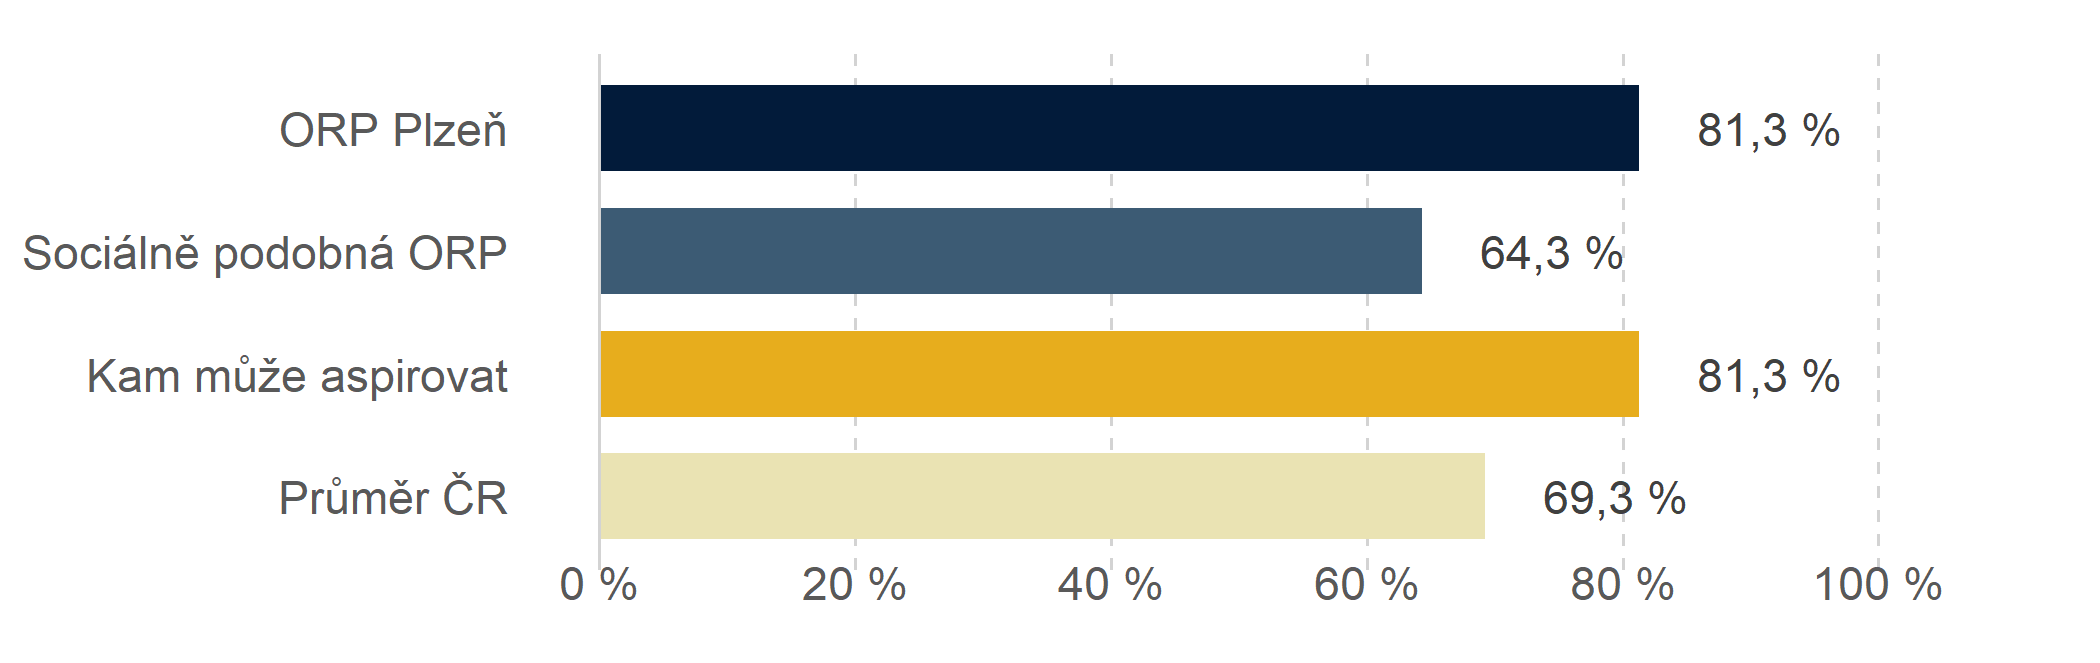 ORP Plzeň
81,3 %
Sociálně podobná ORP
64,3 %
Kam může aspirovat
81,3 %
Průměr ČR
69,3 %
0 %
20 %
40 %
60 %
80 %
100 %